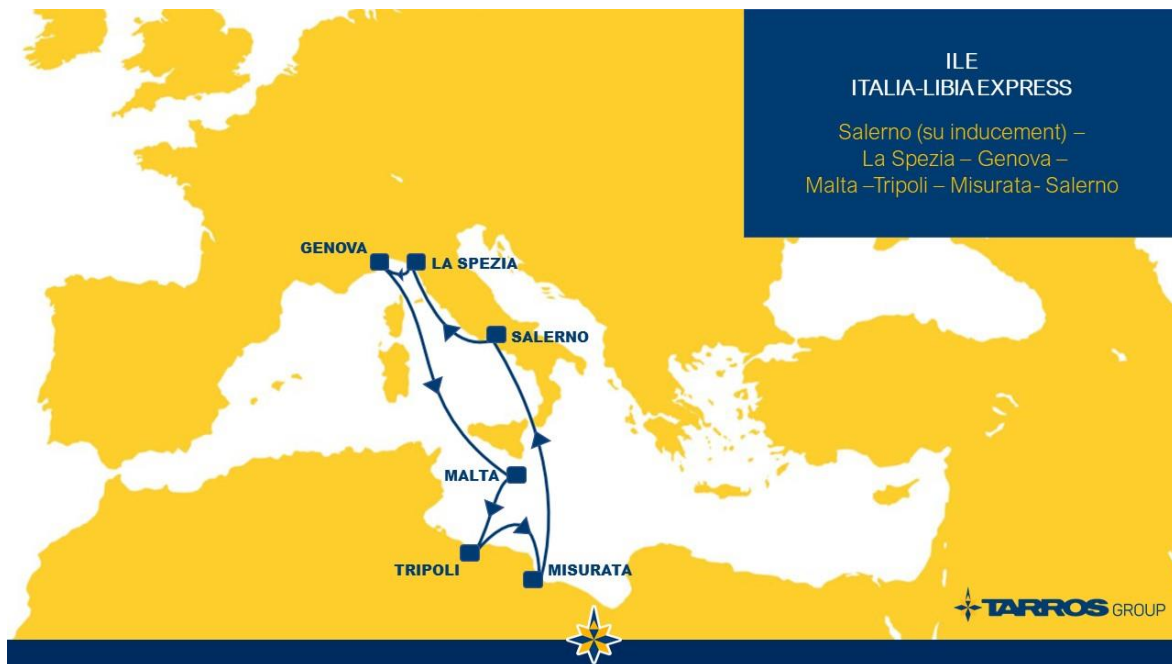 ILE
ITALIA-LIBIA EXPRESS
Salerno (su inducement) –
La Spezia – Genova –
Malta –Tripoli – Misurata- Salerno
GENOVA
LA SPEZIA
SALERNO
MALTA
TRIPOLI
MISURATA
TARROS GROUP